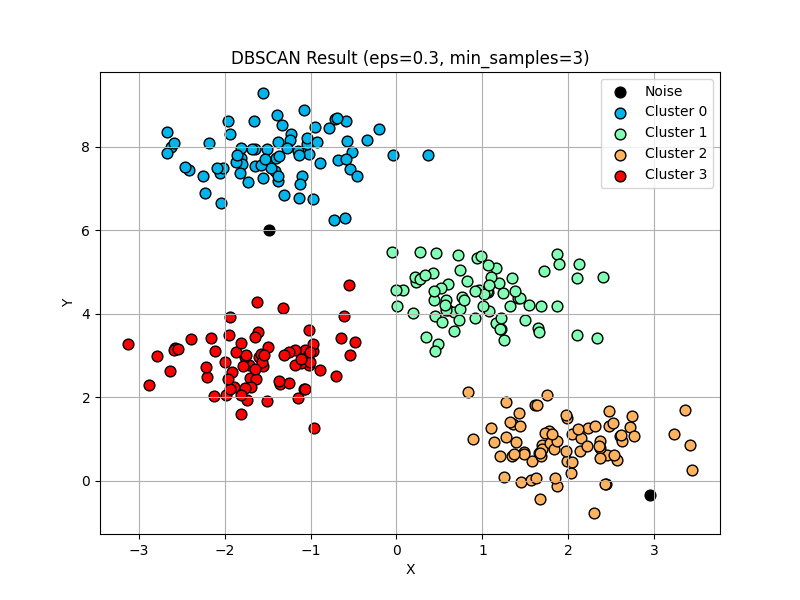 DBSCAN Result (eps=0.3, min_samples=3)
Noise
Cluster 0
Cluster 1
Cluster 2
Cluster 3
8
6
4
2
0
Y
−3
−2
−1
0
1
2
3
X